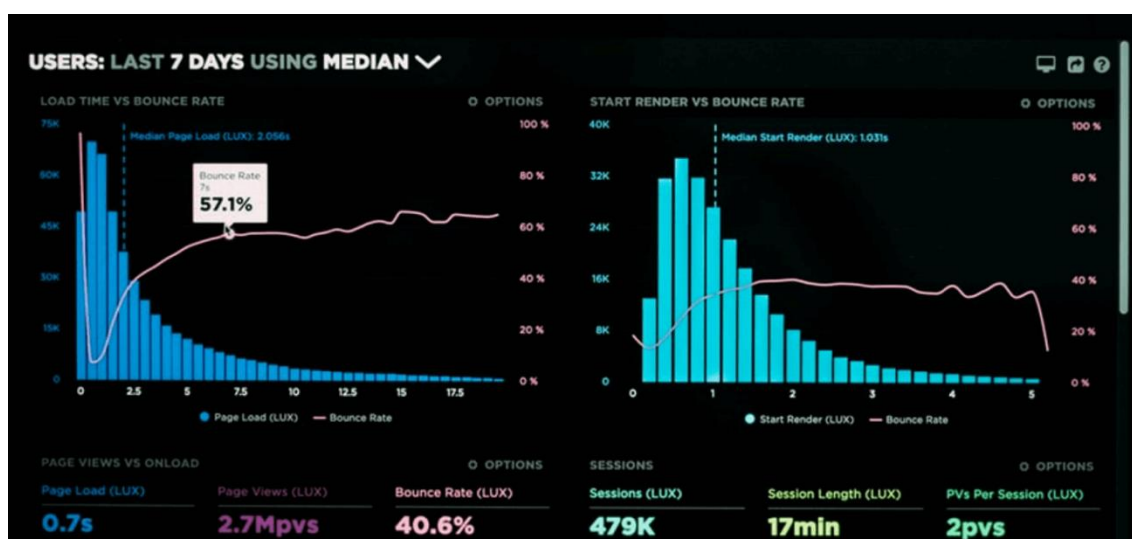 USERS: LAST 7 DAYS USING MEDIAN
LOAD TIME VS BOUNCE RATE
OPTIONS
75K
100 %
Median Page Load (LUX): 2.056s
60K
80 %
Bounce Rate
7s
57.1%
45K
60 %
30K
40 %
15K
20 %
0
0 %
0 2.5 5 7.5 10 12.5 15 17.5
Page Load (LUX) Bounce Rate
START RENDER VS BOUNCE RATE
OPTIONS
40K
100 %
Median Start Render (LUX): 1.031s
32K
80 %
24K
60 %
16K
40 %
8K
20 %
0
0 %
0 1 2 3 4 5
Start Render (LUX) Bounce Rate
PAGE VIEWS VS ONLOAD
OPTIONS
Page Load (LUX) Page Views (LUX) Bounce Rate (LUX)
0.7s 2.7Mpvs 40.6%
SESSIONS
OPTIONS
Sessions (LUX) Session Length (LUX) PVs Per Session (LUX)
479K 17min 2pvs